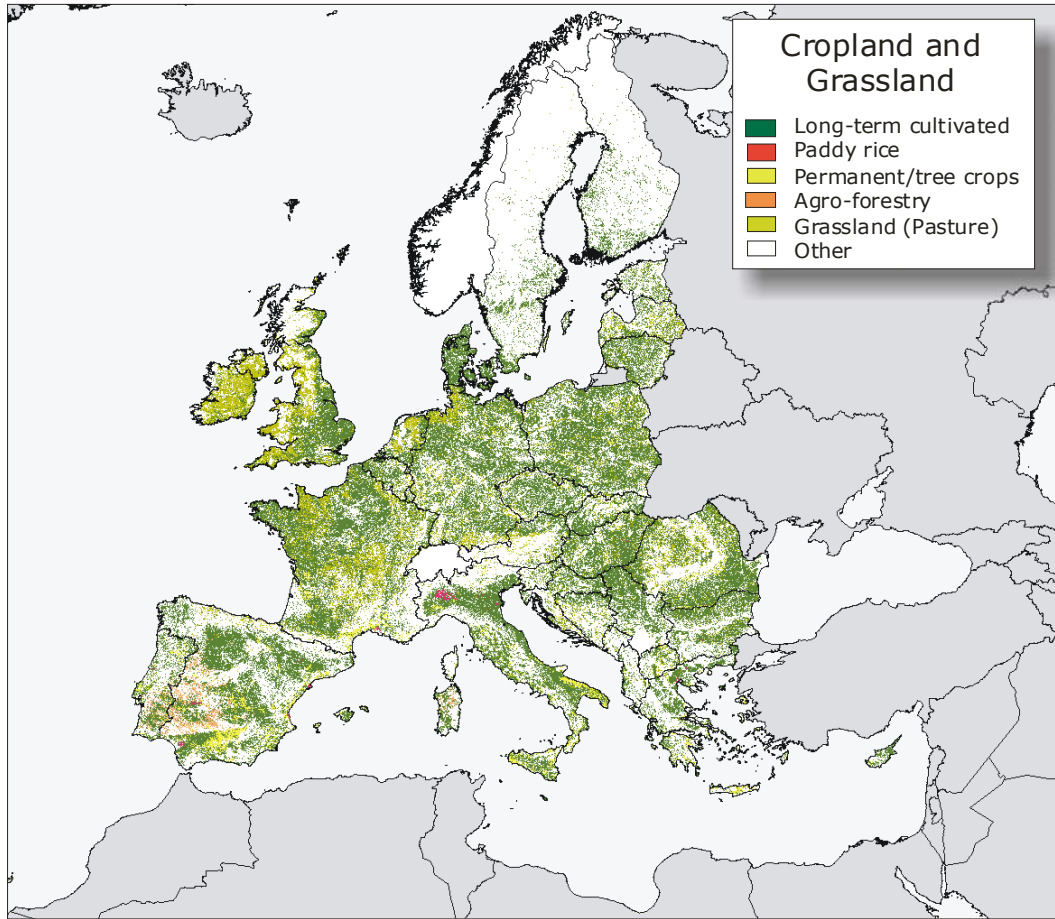 Cropland and
Grassland
Long-term cultivated
Paddy rice
Permanent/tree crops
Agro-forestry
Grassland (Pasture)
Other